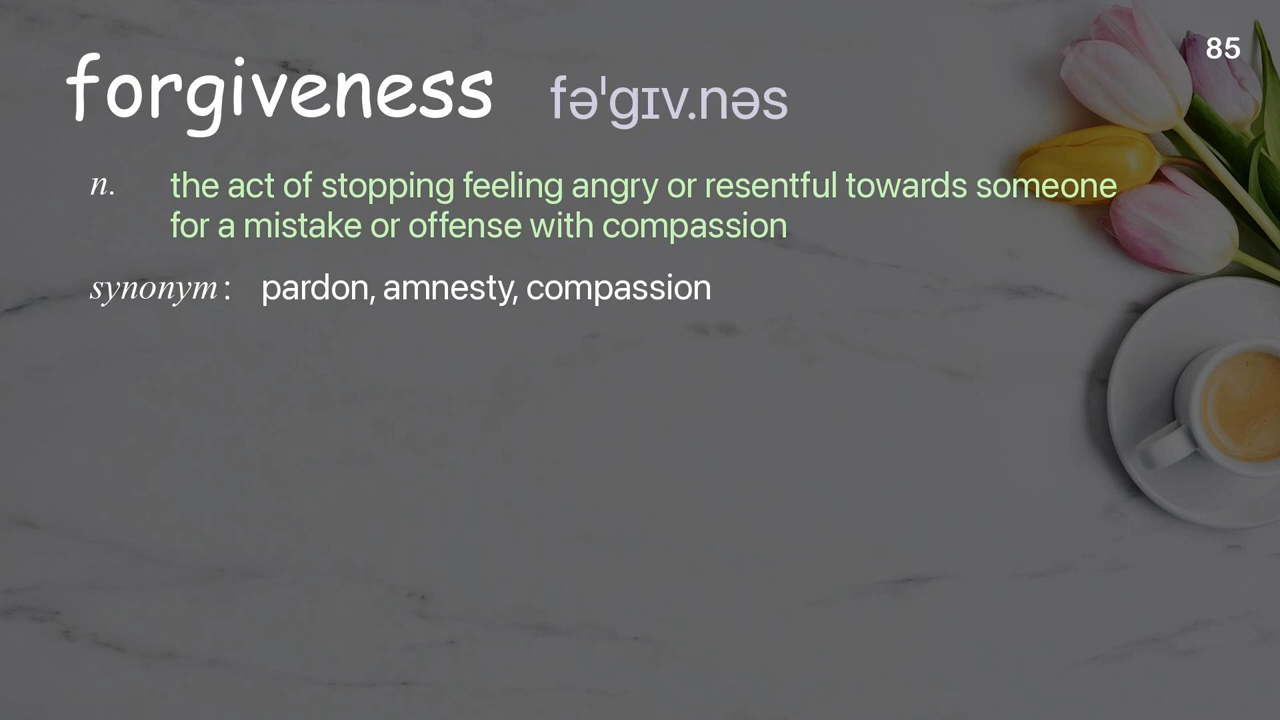 85
forgiveness fəˈɡɪv.nəs
n. the act of stopping feeling angry or resentful towards someone
for a mistake or offense with compassion
synonym : pardon, amnesty, compassion